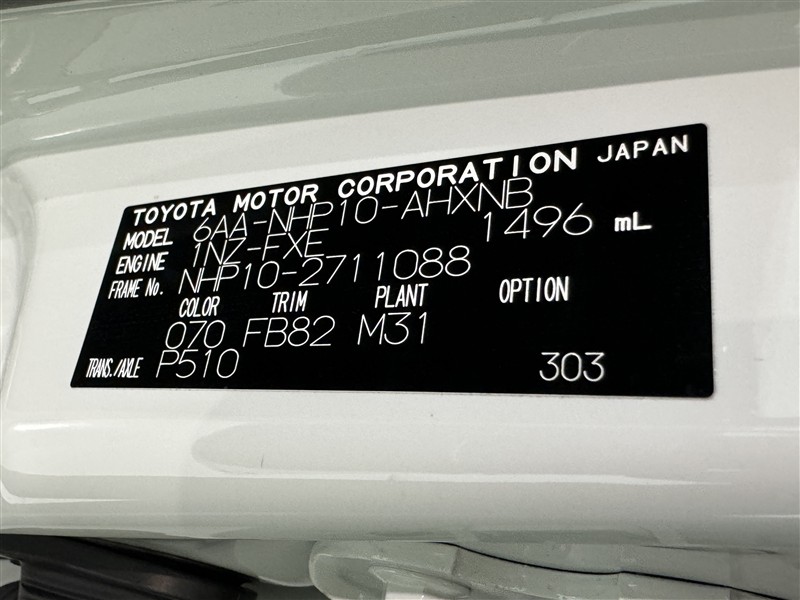 TOYOTA MOTOR CORPORATION JAPAN
MODEL 6AA-NHP10-AHXNB
ENGINE 1NZ-FXE 1496 mL
FRAME No. NHP10-2711088
COLOR TRIM PLANT OPTION
070 FB82 M31
TRANS./AXLE P510 303